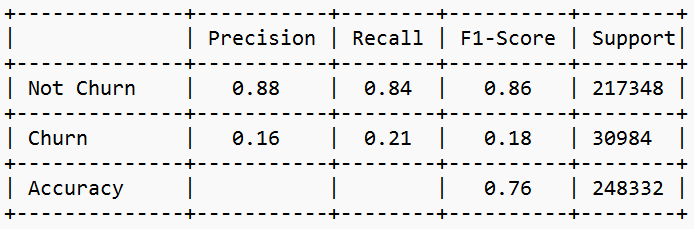 +--------------+-----------+--------+----------+--------+
|              | Precision | Recall | F1-Score | Support|
+--------------+-----------+--------+----------+--------+
| Not Churn    |   0.88    |  0.84  |   0.86   | 217348 |
+--------------+-----------+--------+----------+--------+
| Churn        |   0.16    |  0.21  |   0.18   | 30984  |
+--------------+-----------+--------+----------+--------+
| Accuracy     |           |        |   0.76   | 248332 |
+--------------+-----------+--------+----------+--------+